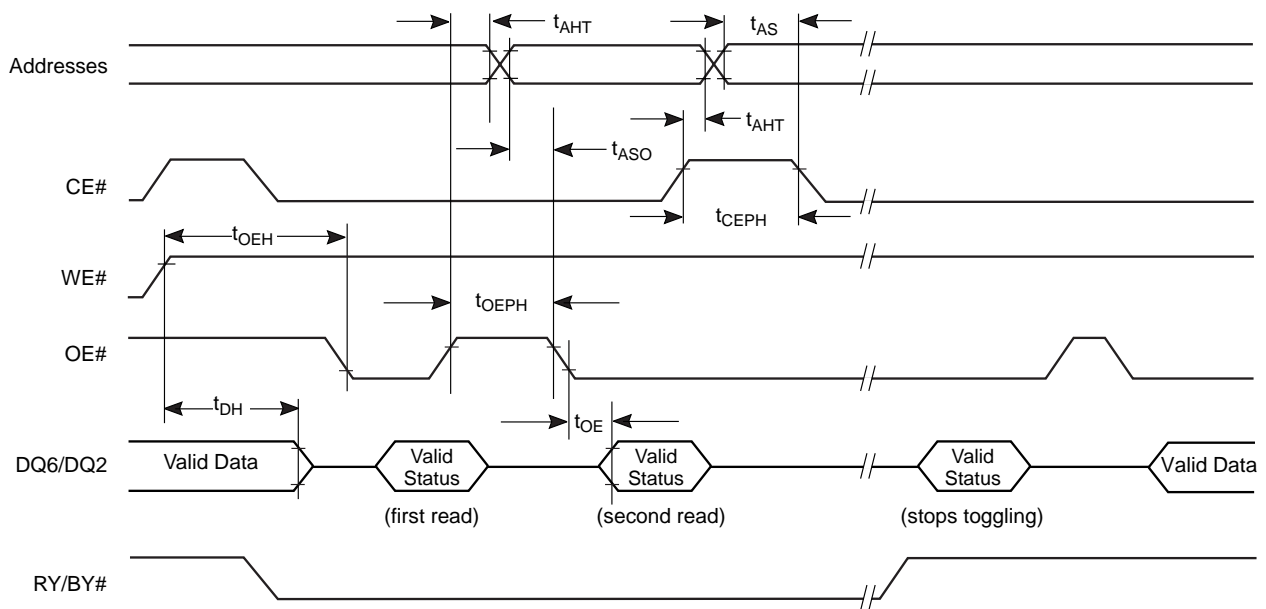 tAHT
tAS
Addresses
tAHT
tASO
CE#
tCEPH
tOEH
WE#
tOEPH
OE#
tDH
tOE
DQ6/DQ2
Valid Data
Valid
Status
Valid
Status
Valid
Status
Valid Data
(first read)
(second read)
(stops toggling)
RY/BY#